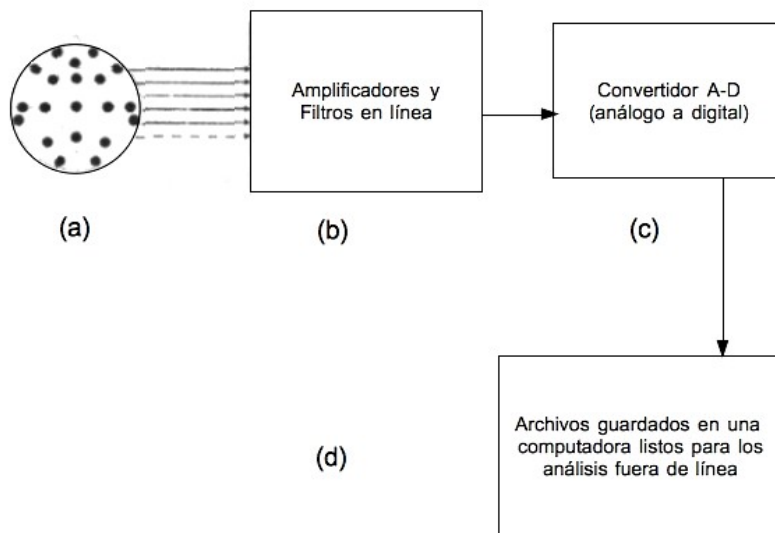 Amplificadores y
Filtros en línea
Convertidor A-D
(análogo a digital)
(a)
(b)
(c)
Archivos guardados en una
computadora listos para los
análisis fuera de línea
(d)